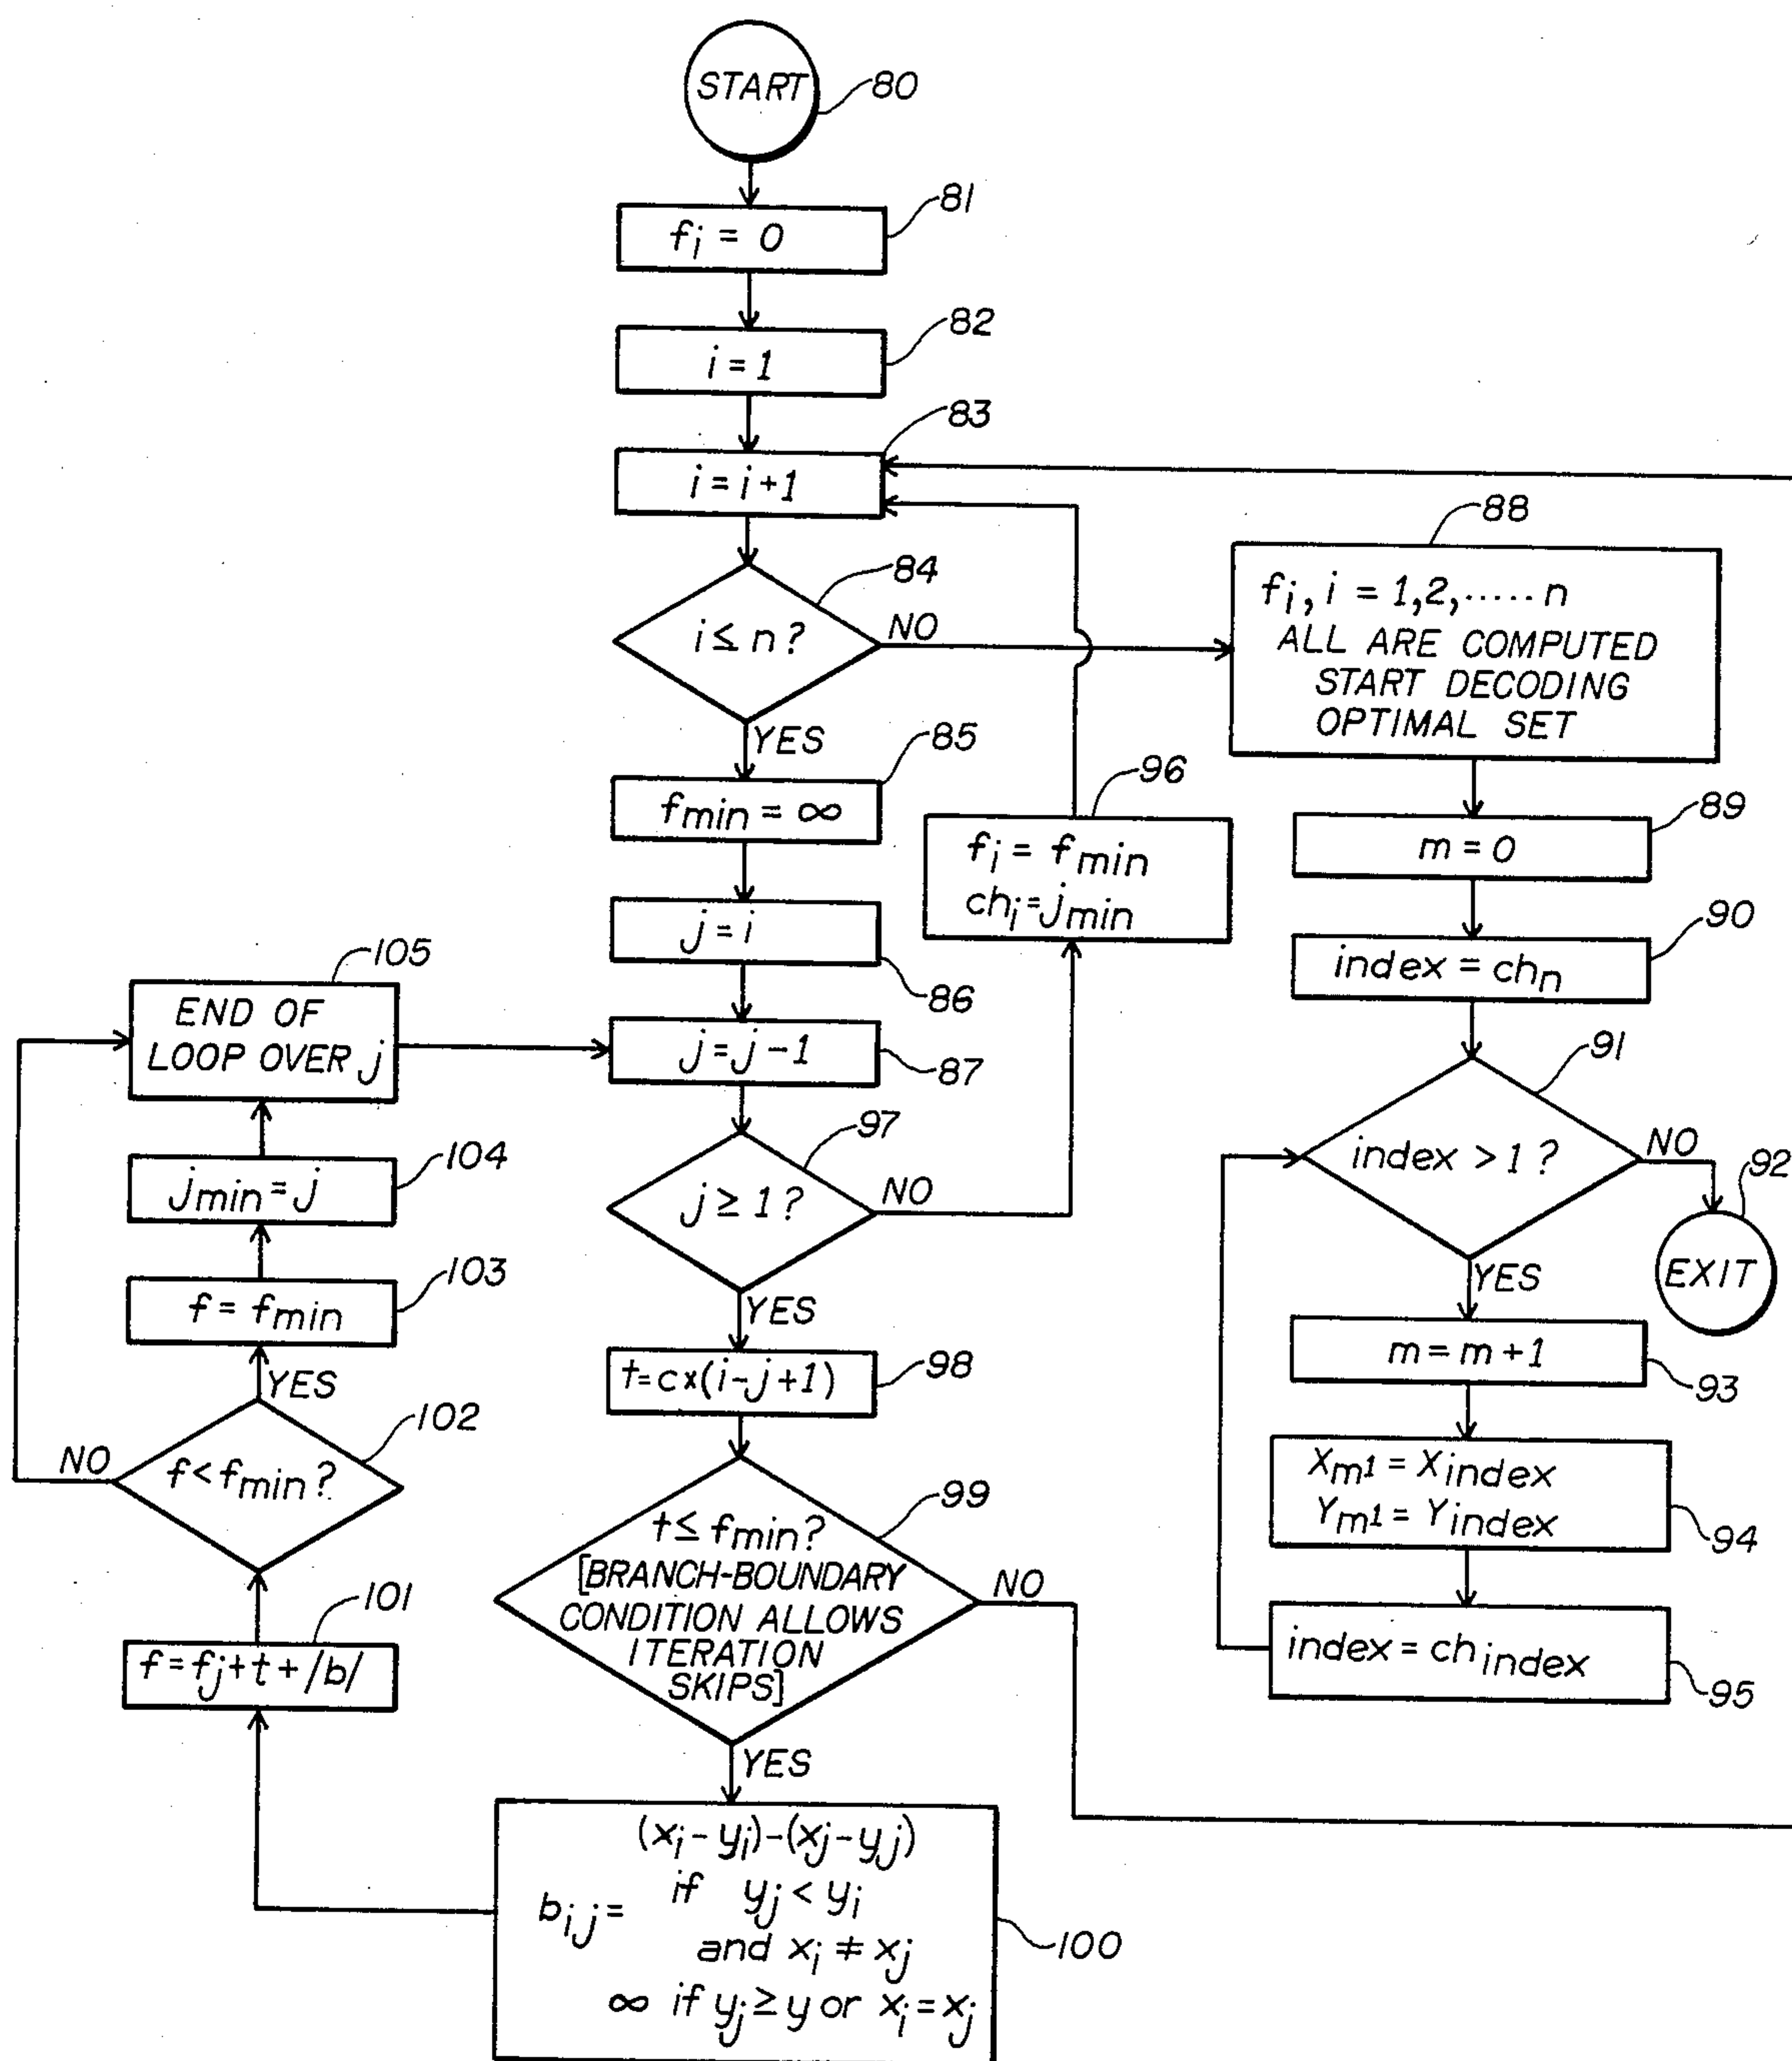 START
80
81
f_i = 0
82
i = 1
83
i = i+1
84
i ≤ n?
NO
YES
88
f_i, i = 1,2,.....n
ALL ARE COMPUTED
START DECODING
OPTIMAL SET
85
f_min = ∞
96
f_i = f_min
ch_i = j_min
89
m = 0
j = i
86
90
index = ch_n
105
END OF
LOOP OVER j
j = j-1
87
91
index > 1?
NO
YES
92
EXIT
97
j ≥ 1?
NO
YES
104
j_min = j
103
f = f_min
YES
102
f < f_min?
NO
t=c×(i-j+1)
98
m = m+1
93
X_m1 = X_index
Y_m1 = Y_index
94
99
t ≤ f_min?
[BRANCH-BOUNDARY
CONDITION ALLOWS
ITERATION
SKIPS]
NO
YES
index = ch_index
95
101
f=f_j+t+/b/
(x_i-y_i)-(x_j-y_j)
if y_j < y_i
b_i,j =
and x_i ≠ x_j
∞ if y_j ≥ y or x_i = x_j
100